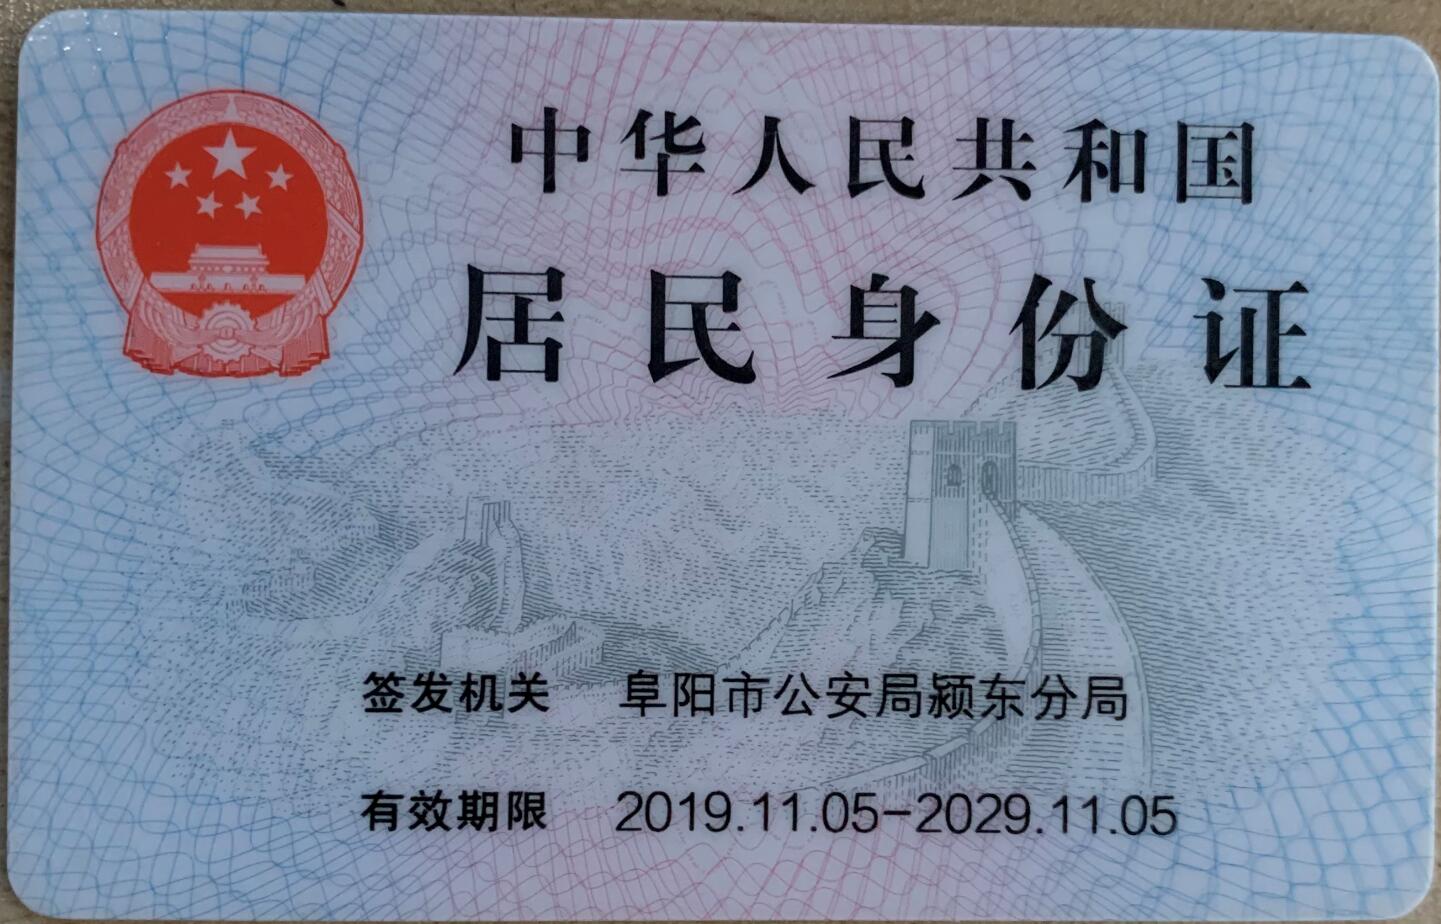 中华人民共和国
居民身份证
签发机关 阜阳市公安局颍东分局
有效期限 2019.11.05-2029.11.05